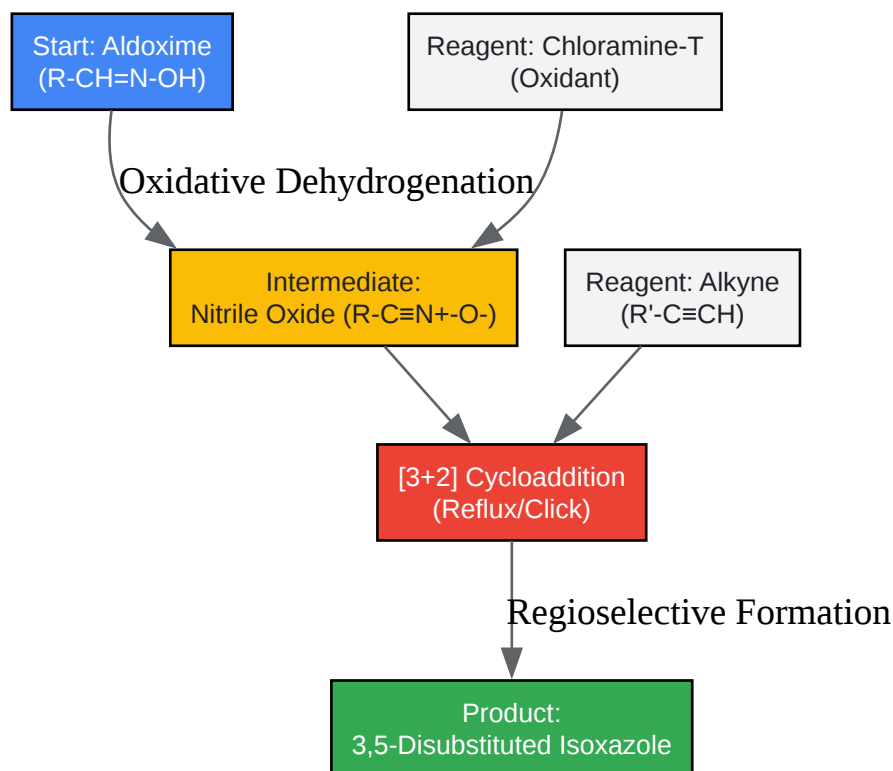 Start: Aldoxime
(R-CH=N-OH)
Reagent: Chloramine-T
(Oxidant)
Oxidative Dehydrogenation
Intermediate:
Nitrile Oxide (R-C≡N+-O-)
Reagent: Alkyne
(R'-C≡CH)
[3+2] Cycloaddition
(Reflux/Click)
Regioselective Formation
Product:
3,5-Disubstituted Isoxazole